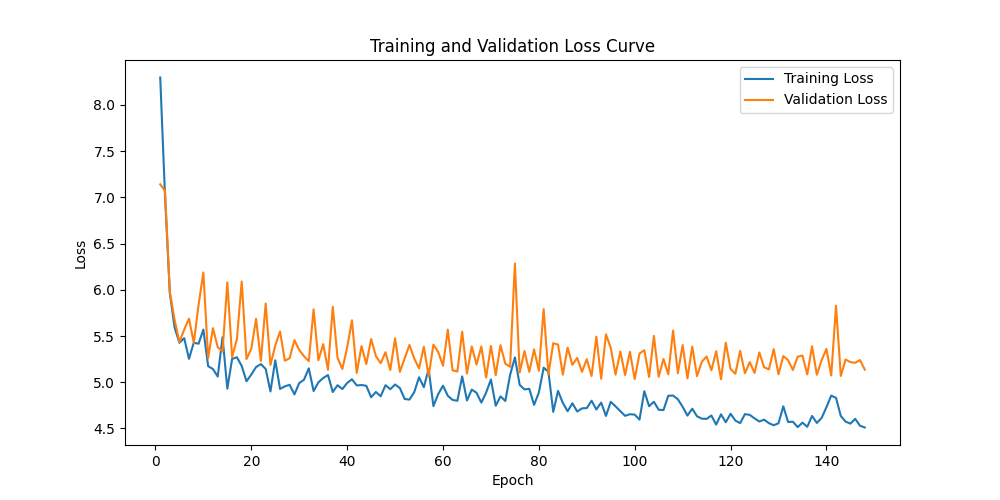 Training and Validation Loss Curve
Training Loss
Validation Loss
8.0
7.5
7.0
6.5
6.0
5.5
5.0
4.5
Loss
0 20 40 60 80 100 120 140
Epoch